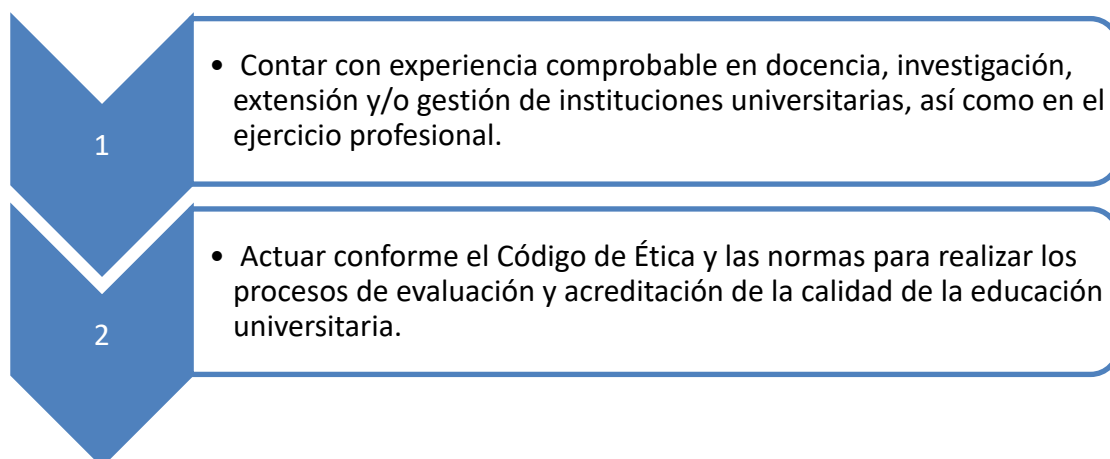 1
• Contar con experiencia comprobable en docencia, investigación,
extensión y/o gestión de instituciones universitarias, así como en el
ejercicio profesional.
2
• Actuar conforme el Código de Ética y las normas para realizar los
procesos de evaluación y acreditación de la calidad de la educación
universitaria.